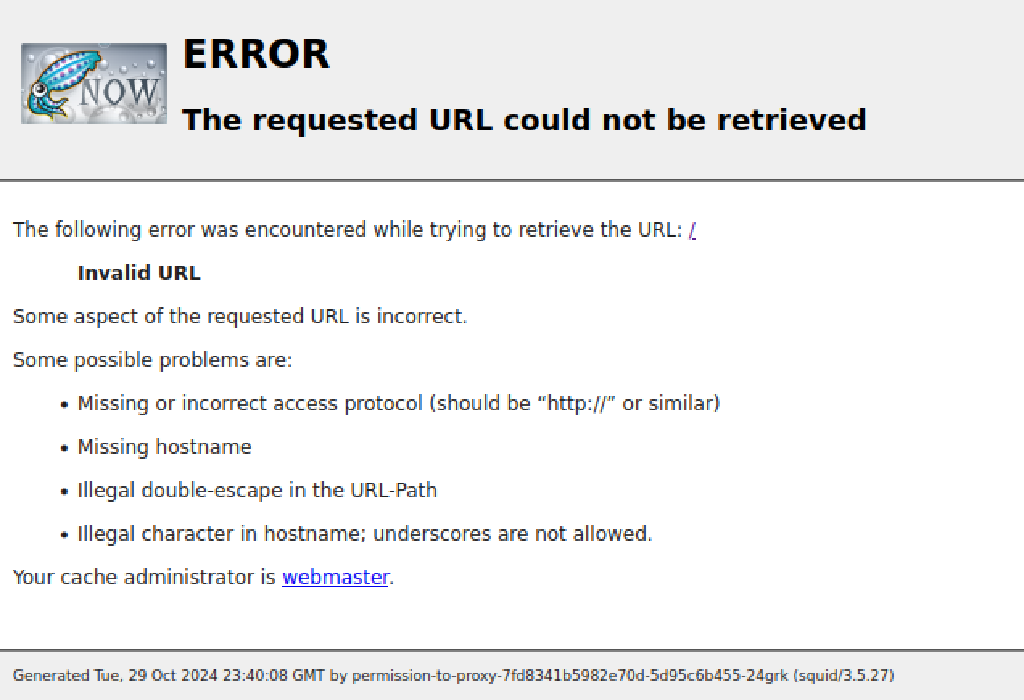 NOW
ERROR
The requested URL could not be retrieved
The following error was encountered while trying to retrieve the URL: /
Invalid URL
Some aspect of the requested URL is incorrect.
Some possible problems are:
• Missing or incorrect access protocol (should be “http://” or similar)
• Missing hostname
• Illegal double-escape in the URL-Path
• Illegal character in hostname; underscores are not allowed.
Your cache administrator is webmaster.
Generated Tue, 29 Oct 2024 23:40:08 GMT by permission-to-proxy-7fd8341b5982e70d-5d95c6b455-24grk (squid/3.5.27)